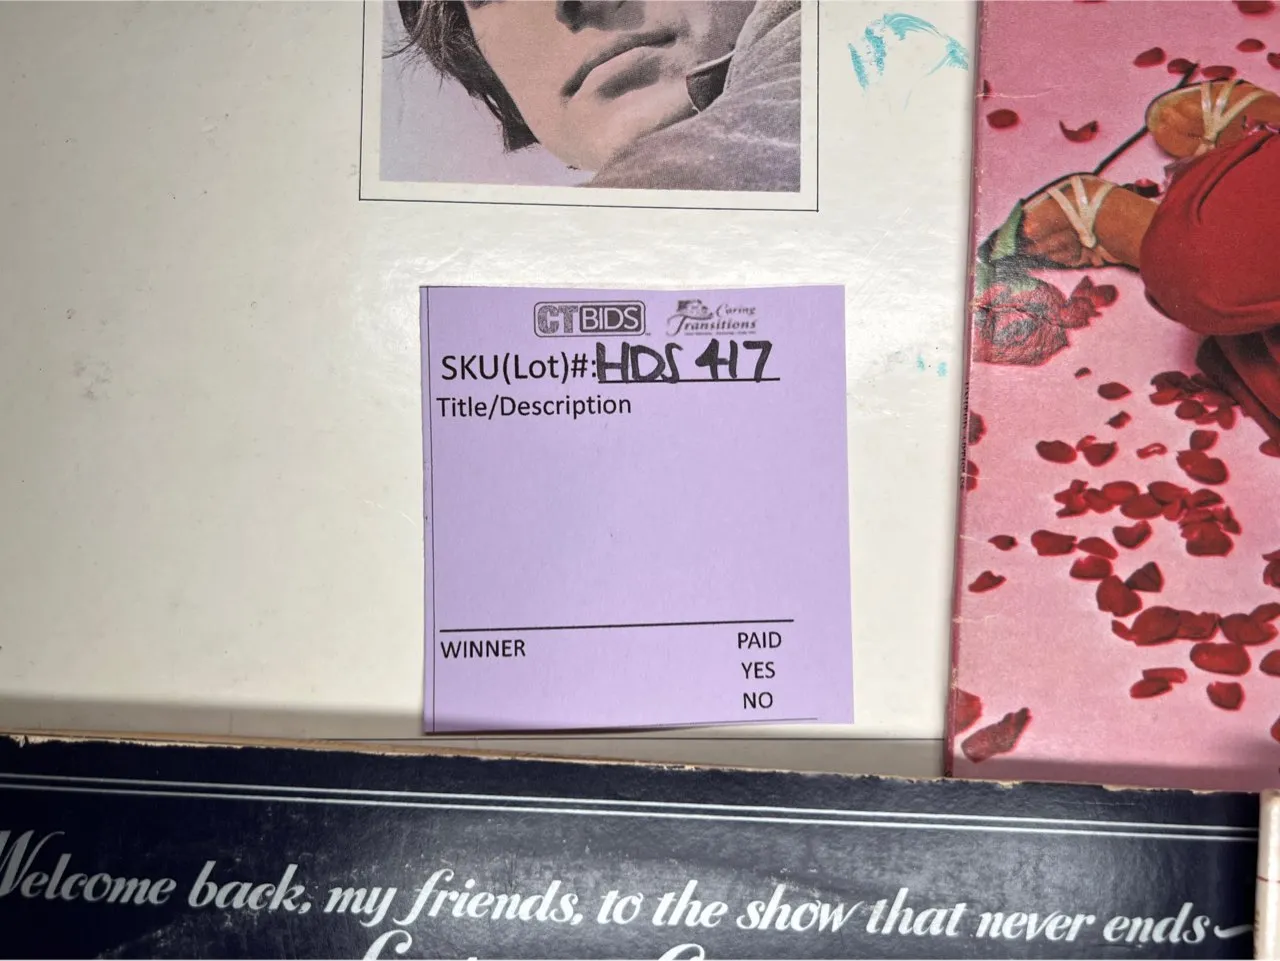 CTBIDS
Caring
Transitions
SKU(Lot)#: HDS 417
Title/Description
WINNER
PAID
YES
NO
Welcome back, my friends, to the show that never ends~